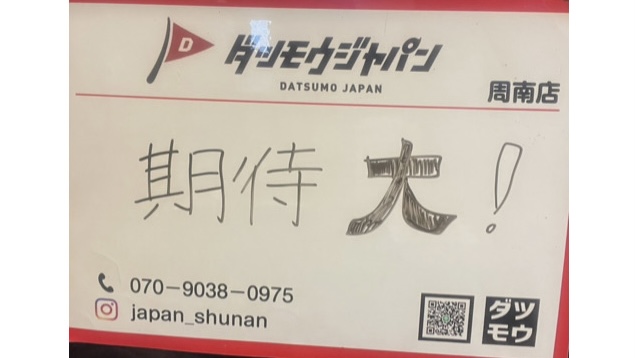 D
ダツモウジャパン
DATSUMO JAPAN
周南店
期待大!
070-9038-0975
japan_shunan
ダツ
モウ